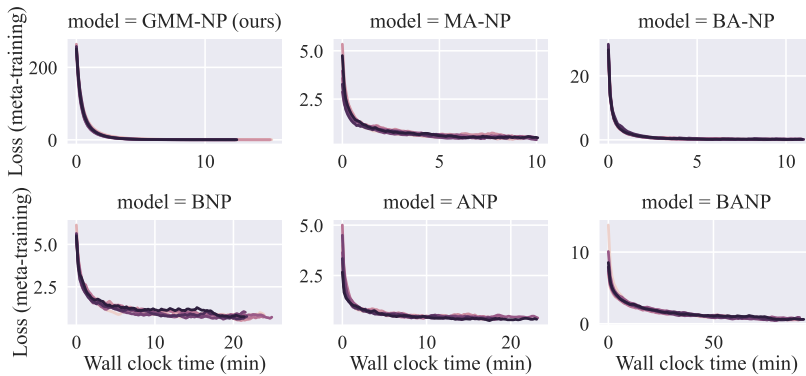 model = GMM-NP (ours)
model = MA-NP
model = BA-NP
Loss (meta-training)
200
0
0
10
5.0
2.5
0
5
10
20
0
0
5
10
model = BNP
model = ANP
model = BANP
Loss (meta-training)
5.0
2.5
0
10
20
5.0
2.5
0
10
20
10
0
0
50
Wall clock time (min)
Wall clock time (min)
Wall clock time (min)